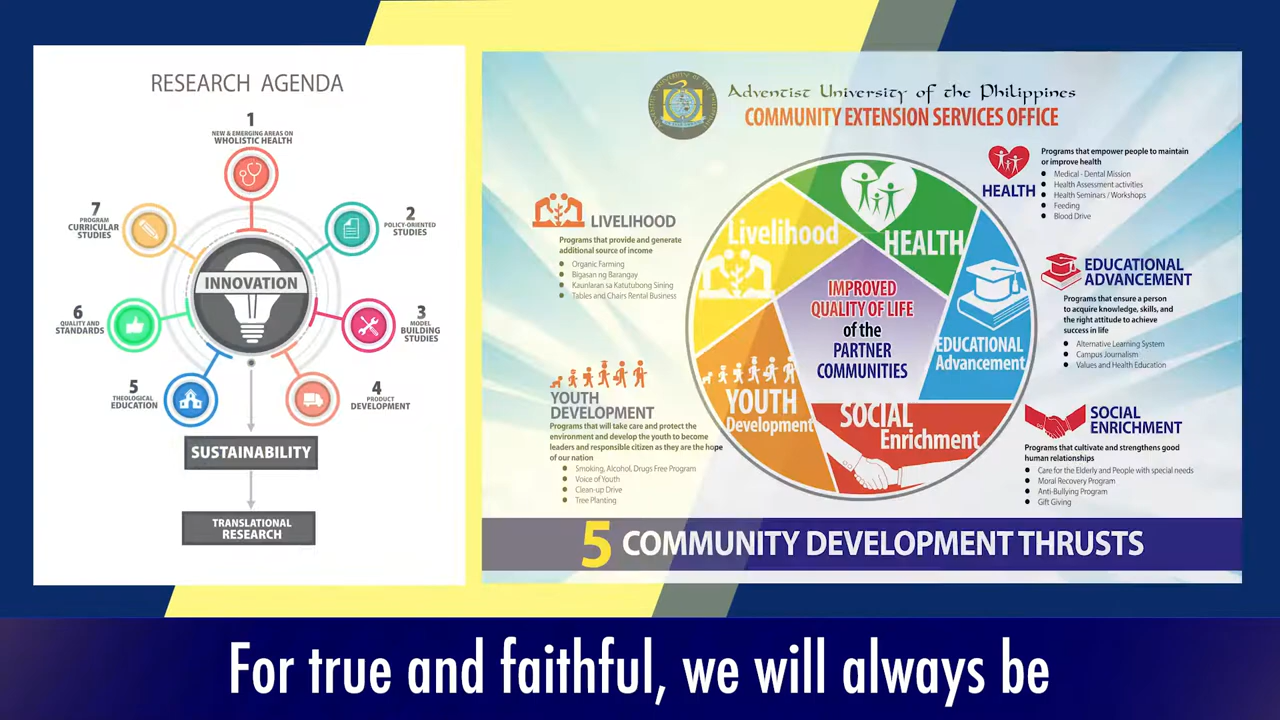 RESEARCH AGENDA
1
NEW & EMERGING AREAS ON
WHOLISTIC HEALTH
2
POLICY-ORIENTED
STUDIES
3
MODEL
BUILDING
STUDIES
4
PRODUCT
DEVELOPMENT
5
THEOLOGICAL
EDUCATION
6
QUALITY AND
STANDARDS
7
PROGRAM
CURRICULAR
STUDIES
INNOVATION
SUSTAINABILITY
TRANSLATIONAL
RESEARCH
Adventist University of the Philippines
COMMUNITY EXTENSION SERVICES OFFICE
LIVELIHOOD
Programs that provide and generate
additional source of income
Organic Farming
Bigasan ng Barangay
Kaunlaran sa Katutubong Sining
Tables and Chairs Rental Business
YOUTH
DEVELOPMENT
Programs that will take care and protect the
environment and develop the youth to become
leaders and responsible citizen as they are the hope
of our nation
Smoking, Alcohol, Drugs Free Program
Voice of Youth
Clean-up Drive
Tree Planting
Livelihood
HEALTH
EDUCATIONAL
Advancement
SOCIAL
Enrichment
YOUTH
Development
IMPROVED
QUALITY OF LIFE
of the
PARTNER
COMMUNITIES
HEALTH
Programs that empower people to maintain
or improve health
Medical - Dental Mission
Health Assessment activities
Health Seminars / Workshops
Feeding
Blood Drive
EDUCATIONAL
ADVANCEMENT
Programs that ensure a person
to acquire knowledge, skills, and
the right attitude to achieve
success in life
Alternative Learning System
Campus Journalism
Values and Health Education
SOCIAL
ENRICHMENT
Programs that cultivate and strengthens good
human relationships
Care for the Elderly and People with special needs
Moral Recovery Program
Anti-Bullying Program
Gift Giving
5 COMMUNITY DEVELOPMENT THRUSTS
For true and faithful, we will always be